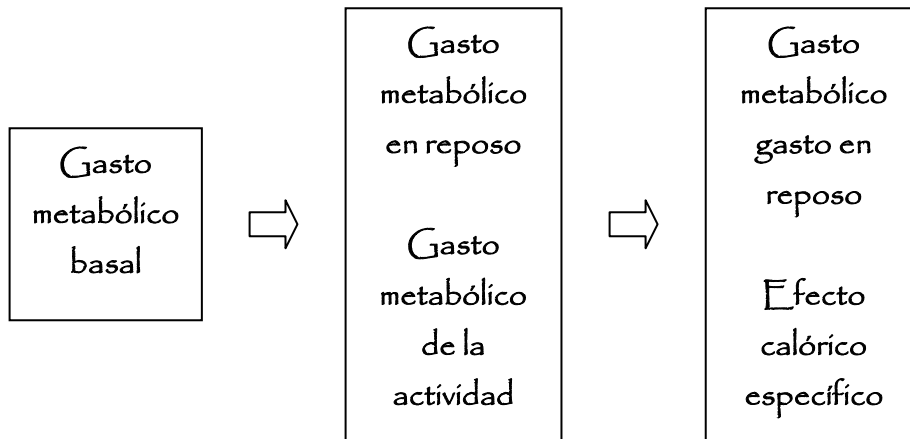 Gasto
metabólico
basal
Gasto
metabólico
en reposo
Gasto
metabólico
de la
actividad
Gasto
metabólico
gasto en
reposo
Efecto
calórico
específico